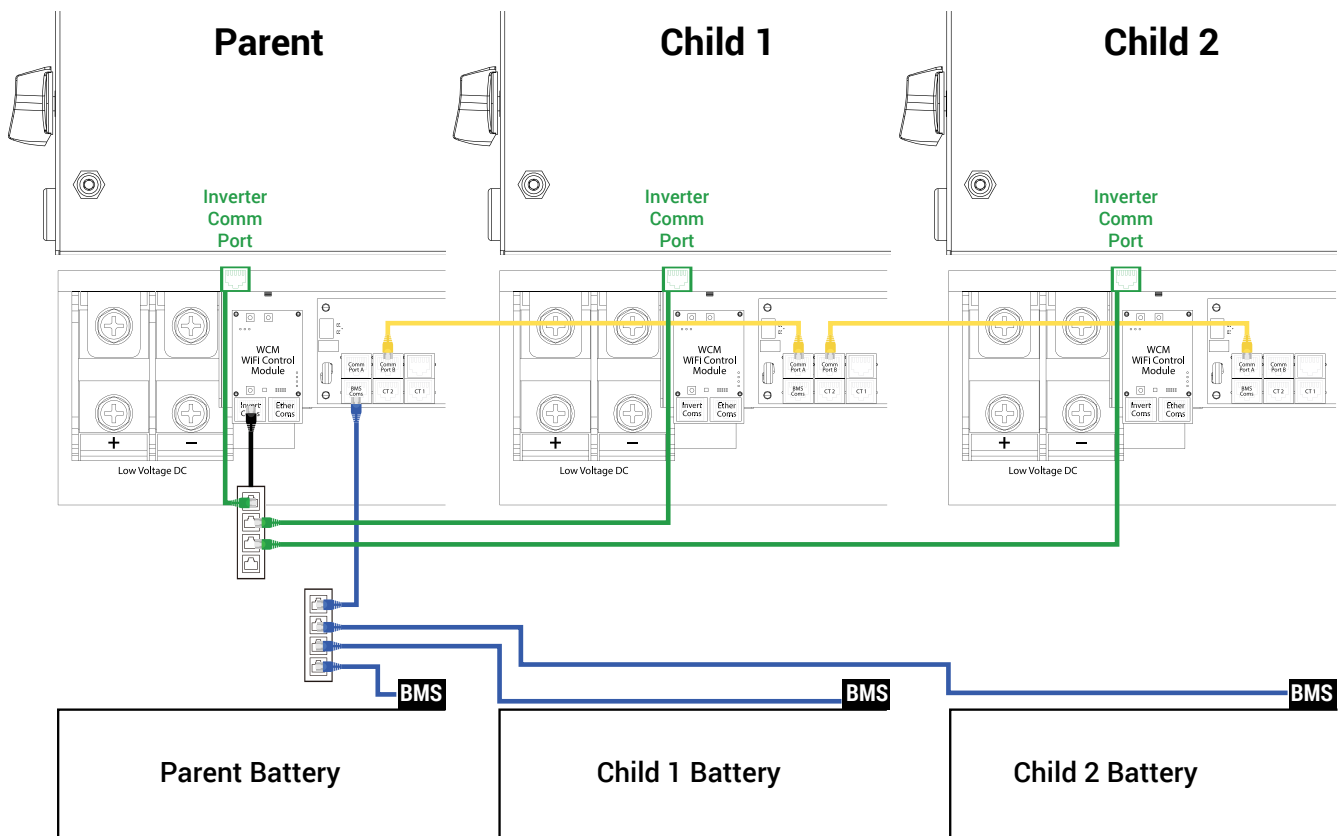 Parent
Child 1
Child 2
Inverter
Comm
Port
Inverter
Comm
Port
Inverter
Comm
Port
WCM
WiFi Control
Module
Invert
Coms
Ether
Coms
Comm
Port A
Comm
Port B
BMS
Coms
CT 2
CT 1
+
−
Low Voltage DC
WCM
WiFi Control
Module
Invert
Coms
Ether
Coms
Comm
Port A
Comm
Port B
BMS
Coms
CT 2
CT 1
+
−
Low Voltage DC
WCM
WiFi Control
Module
Invert
Coms
Ether
Coms
Comm
Port A
Comm
Port B
BMS
Coms
CT 2
CT 1
+
−
Low Voltage DC
BMS
BMS
BMS
Parent Battery
Child 1 Battery
Child 2 Battery